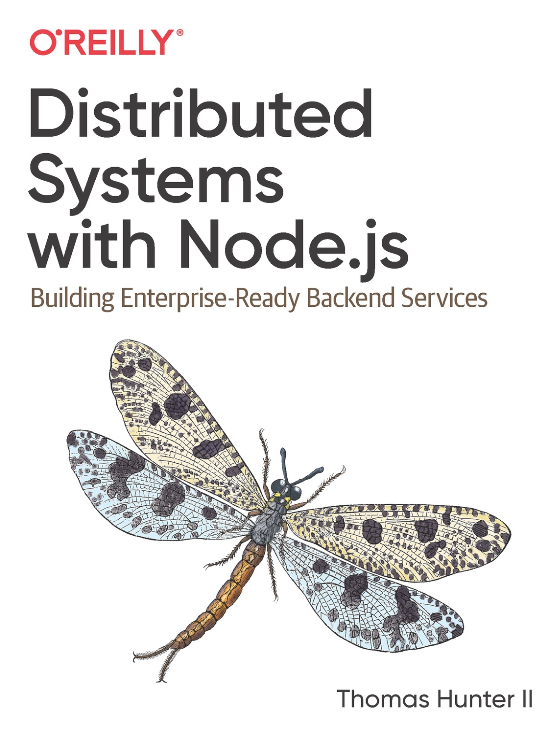 O'REILLY®
Distributed
Systems
with Node.js
Building Enterprise-Ready Backend Services
Thomas Hunter II